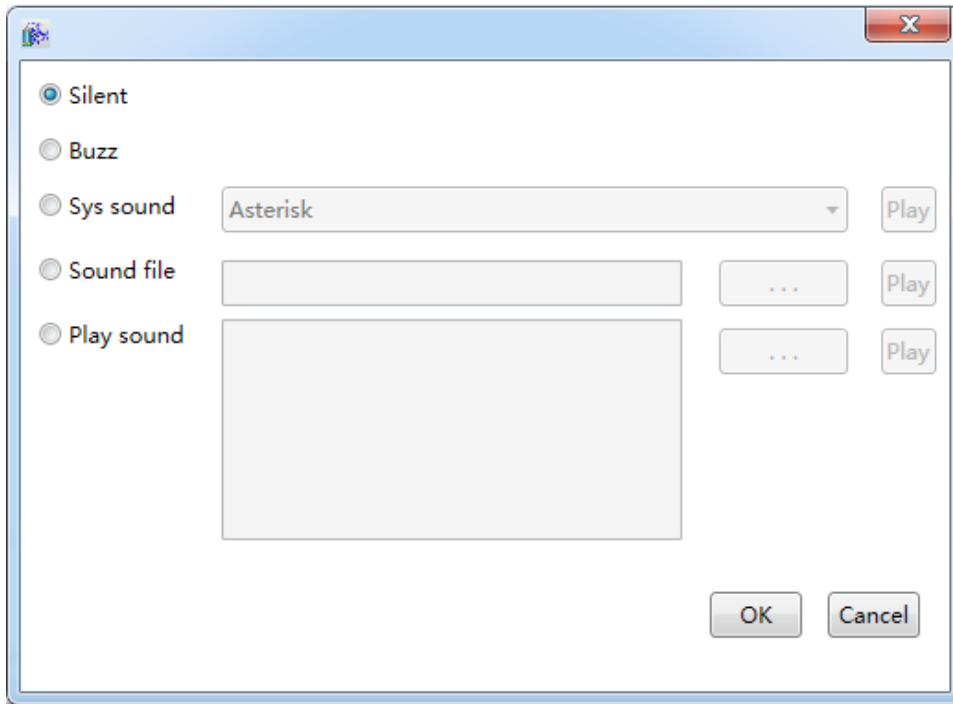 Silent
Buzz
Sys sound Asterisk Play
Sound file ... Play
Play sound ... Play
OK Cancel